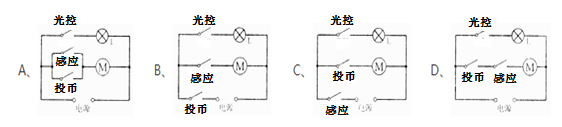 A、 光控 L 感应 M 投币 电源
B、 光控 L 感应 M 投币 电源
C、 光控 L 投币 M 感应 电源
D、 光控 L 投币 感应 M 电源